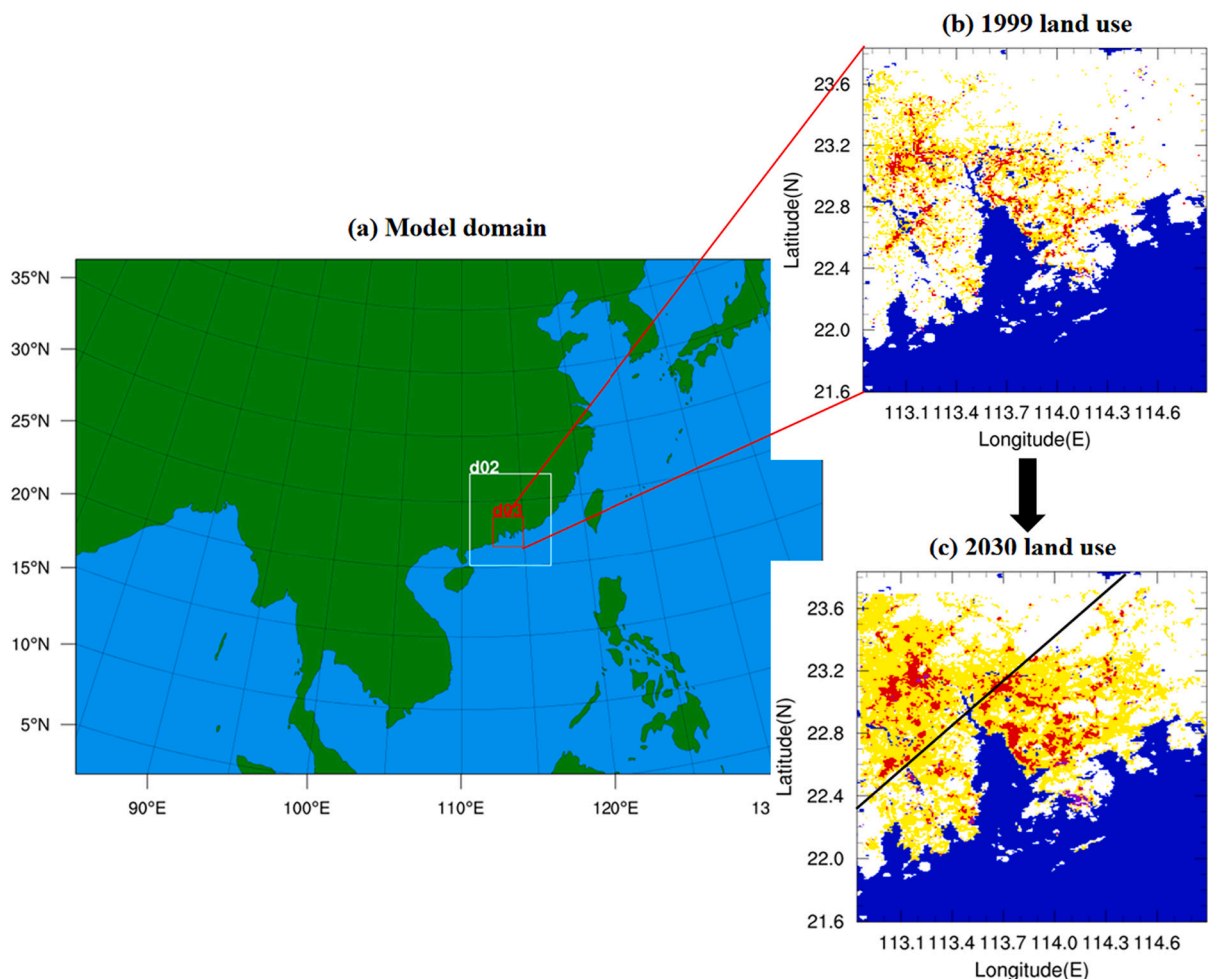 (b) 1999 land use
23.6
23.2
22.8
22.4
22.0
21.6
Latitude(N)
113.1 113.4 113.7 114.0 114.3 114.6
Longitude(E)
(a) Model domain
35°N
30°N
25°N
20°N
15°N
10°N
5°N
90°E 100°E 110°E 120°E 13
d02
d03
(c) 2030 land use
23.6
23.2
22.8
22.4
22.0
21.6
Latitude(N)
113.1 113.4 113.7 114.0 114.3 114.6
Longitude(E)